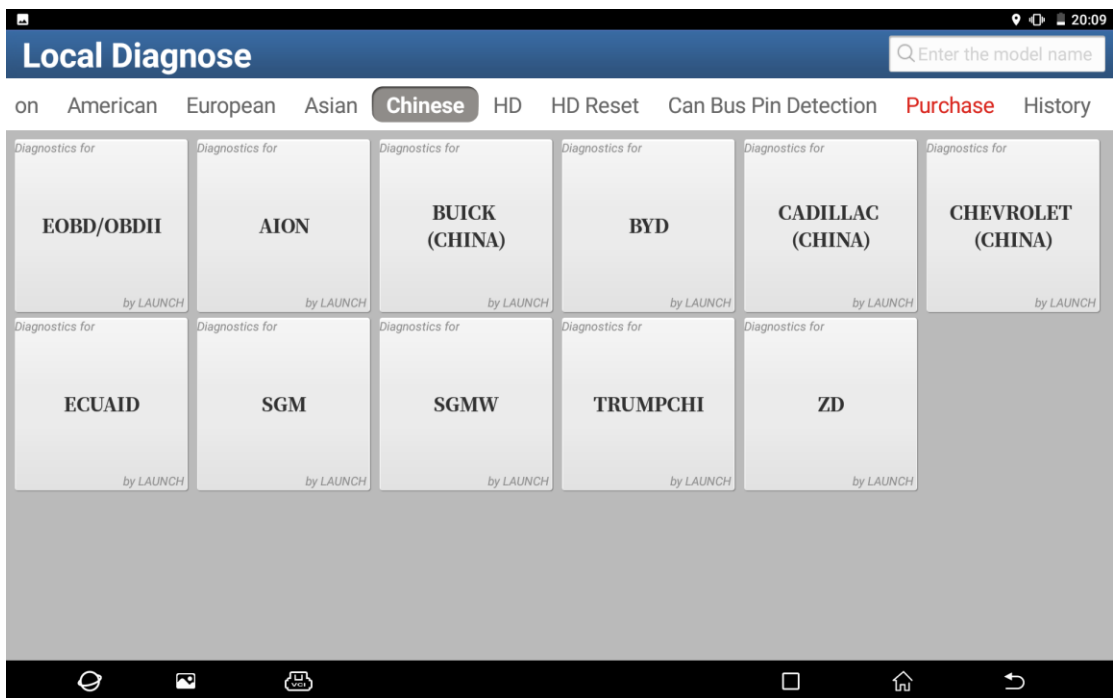 20:09
Local Diagnose
Enter the model name
on American European Asian Chinese HD HD Reset Can Bus Pin Detection Purchase History
Diagnostics for
EOBD/OBDII
by LAUNCH
Diagnostics for
AION
by LAUNCH
Diagnostics for
BUICK
(CHINA)
by LAUNCH
Diagnostics for
BYD
by LAUNCH
Diagnostics for
CADILLAC
(CHINA)
by LAUNCH
Diagnostics for
CHEVROLET
(CHINA)
by LAUNCH
Diagnostics for
ECUAID
by LAUNCH
Diagnostics for
SGM
by LAUNCH
Diagnostics for
SGMW
by LAUNCH
Diagnostics for
TRUMPCHI
by LAUNCH
Diagnostics for
ZD
by LAUNCH
VCI